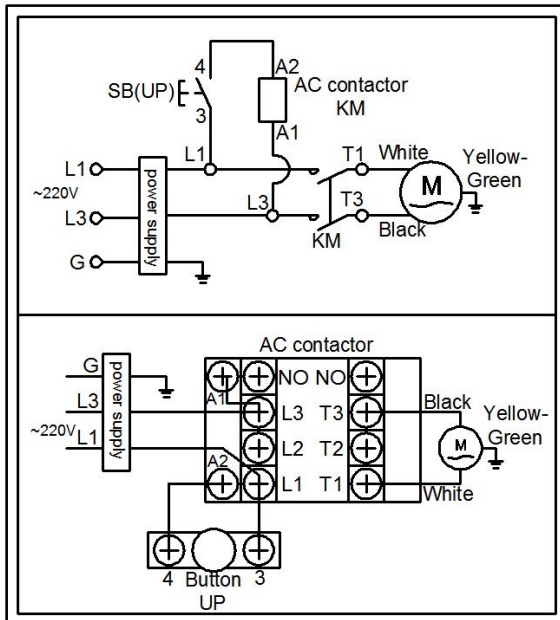 4
A2
SB(UP)
AC contactor
KM
3
A1
L1
L1
T1
White
Yellow-
Green
~220V
power supply
M
L3
L3
T3
KM
Black
G
AC contactor
G
NO NO
A1
L3
L3 T3
Black
Yellow-
Green
power supply
~220V
L2 T2
M
L1
A2
L1 T1
White
4 Button 3
UP